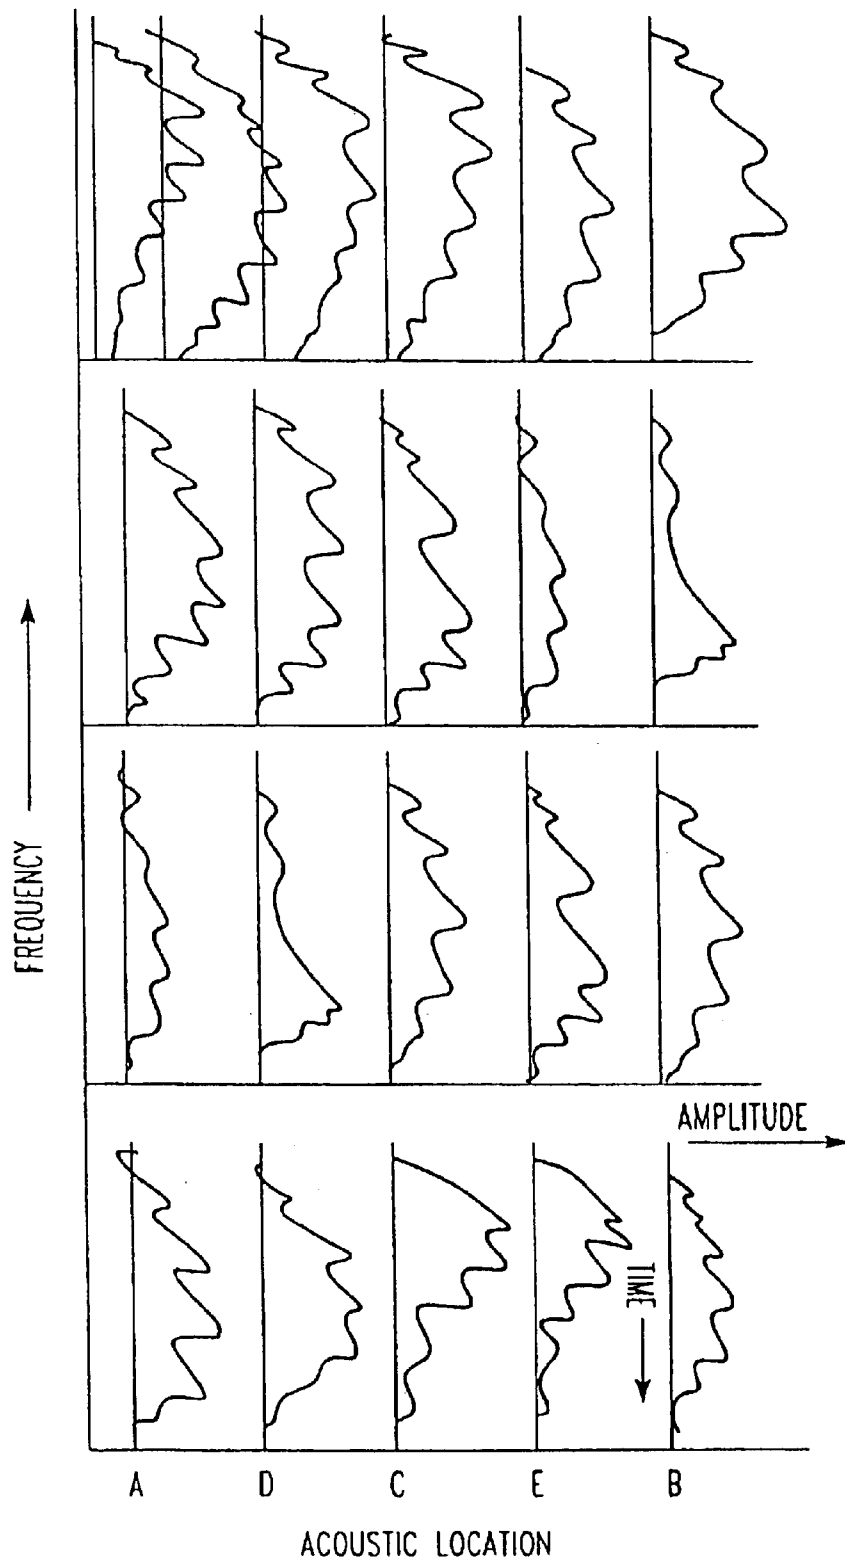 FREQUENCY
AMPLITUDE
TIME
A D C E B
ACOUSTIC LOCATION